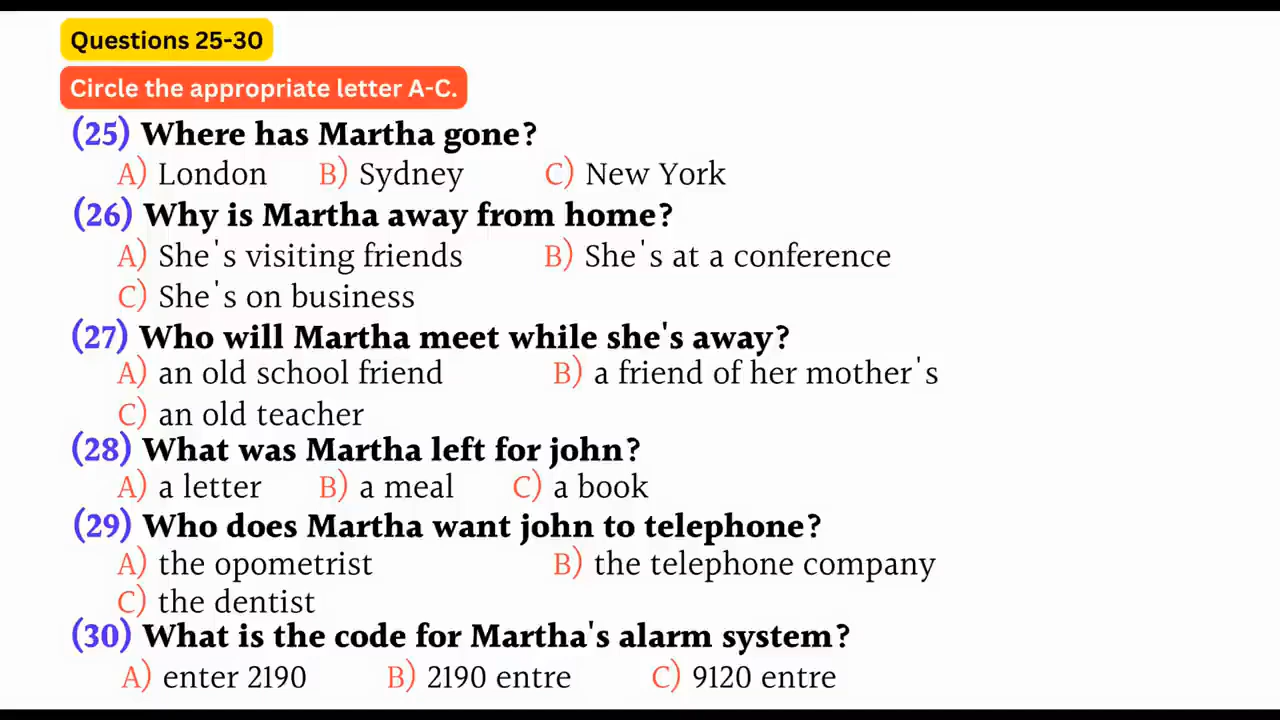 Questions 25-30
Circle the appropriate letter A-C.
(25) Where has Martha gone?
A) London B) Sydney C) New York
(26) Why is Martha away from home?
A) She's visiting friends B) She's at a conference
C) She's on business
(27) Who will Martha meet while she's away?
A) an old school friend B) a friend of her mother's
C) an old teacher
(28) What was Martha left for john?
A) a letter B) a meal C) a book
(29) Who does Martha want john to telephone?
A) the opometrist B) the telephone company
C) the dentist
(30) What is the code for Martha's alarm system?
A) enter 2190 B) 2190 entre C) 9120 entre